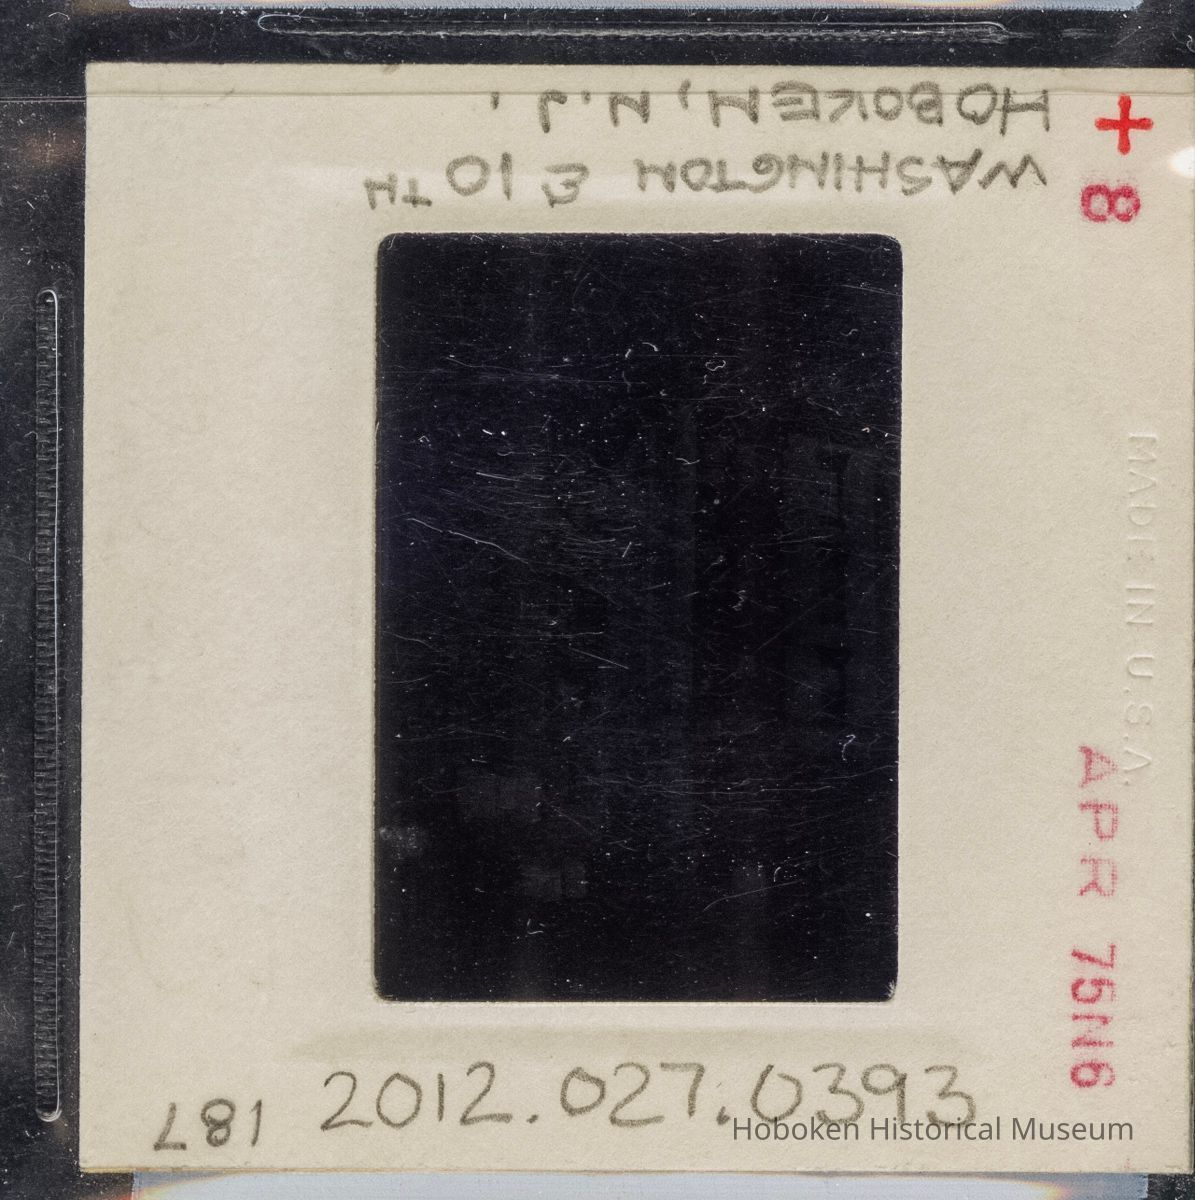 HOBOKEN, N.J.
WASHINGTON & 10TH
+ 8
MADE IN U.S.A.
APR 75N6
2012.027.0393
187
Hoboken Historical Museum